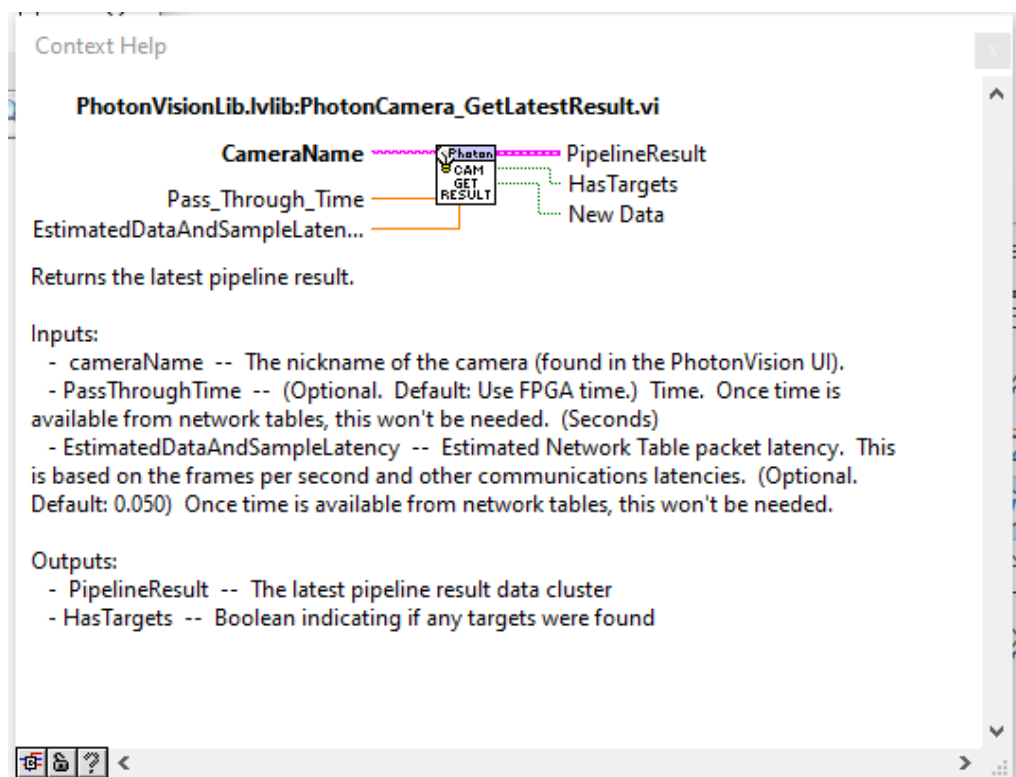 Context Help
PhotonVisionLib.lvlib:PhotonCamera_GetLatestResult.vi
CameraName
Photon
CAM
GET
RESULT
PipelineResult
HasTargets
New Data
Pass_Through_Time
EstimatedDataAndSampleLaten...
Returns the latest pipeline result.
Inputs:
- cameraName -- The nickname of the camera (found in the PhotonVision UI).
- PassThroughTime -- (Optional. Default: Use FPGA time.) Time. Once time is
available from network tables, this won't be needed. (Seconds)
- EstimatedDataAndSampleLatency -- Estimated Network Table packet latency. This
is based on the frames per second and other communications latencies. (Optional.
Default: 0.050) Once time is available from network tables, this won't be needed.
Outputs:
- PipelineResult -- The latest pipeline result data cluster
- HasTargets -- Boolean indicating if any targets were found